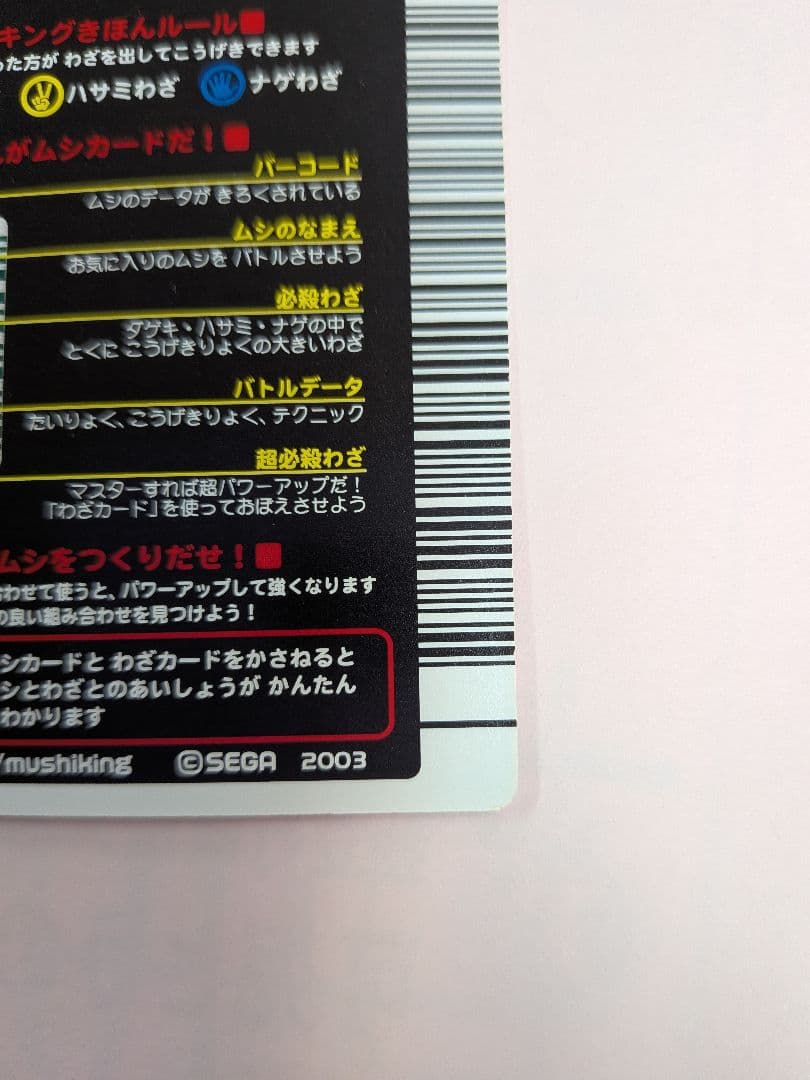 キングきほんルール
った方が わざを出してこうげきできます
ハサミわざ ナゲわざ
がムシカードだ！
バーコード
ムシのデータが きろくされている
ムシのなまえ
お気に入りのムシを バトルさせよう
必殺わざ
ダゲキ・ハサミ・ナゲの中で
とくに こうげきりょくの大きいわざ
バトルデータ
たいりょく、こうげきりょく、テクニック
超必殺わざ
マスターすれば超パワーアップだ！
「わざカード」を使っておぼえさせよう
ムシをつくりだせ！
わせて使うと、パワーアップして強くなります
の良い組み合わせを見つけよう！
シカードと わざカードをかさねると
シとわざとのあいしょうが かんたん
わかります
/mushiking ©SEGA 2003